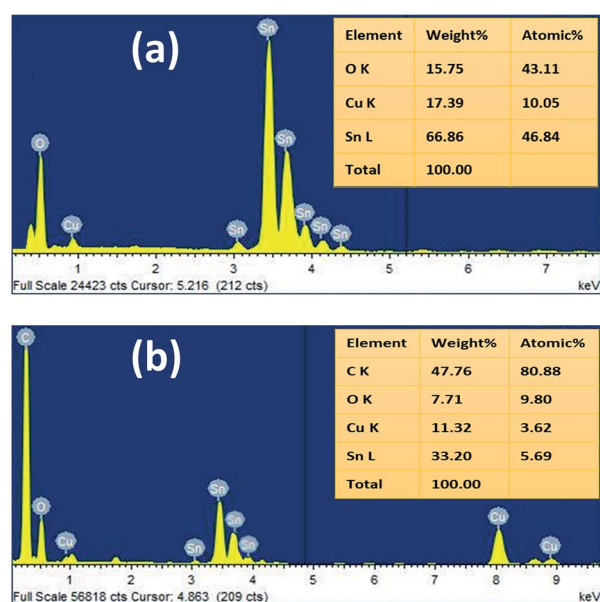 (a)
Element Weight% Atomic%
O K 15.75 43.11
Cu K 17.39 10.05
Sn L 66.86 46.84
Total 100.00
O
Cu
Sn
Sn
Sn
Sn
Sn
Sn
1 2 3 4 5 6 7
Full Scale 24423 cts Cursor: 5.216 (212 cts) keV
(b)
Element Weight% Atomic%
C K 47.76 80.88
O K 7.71 9.80
Cu K 11.32 3.62
Sn L 33.20 5.69
Total 100.00
C
O
Cu
Sn
Sn
Sn
Sn
Cu
Cu
1 2 3 4 5 6 7 8 9
Full Scale 56818 cts Cursor: 4.863 (209 cts) keV